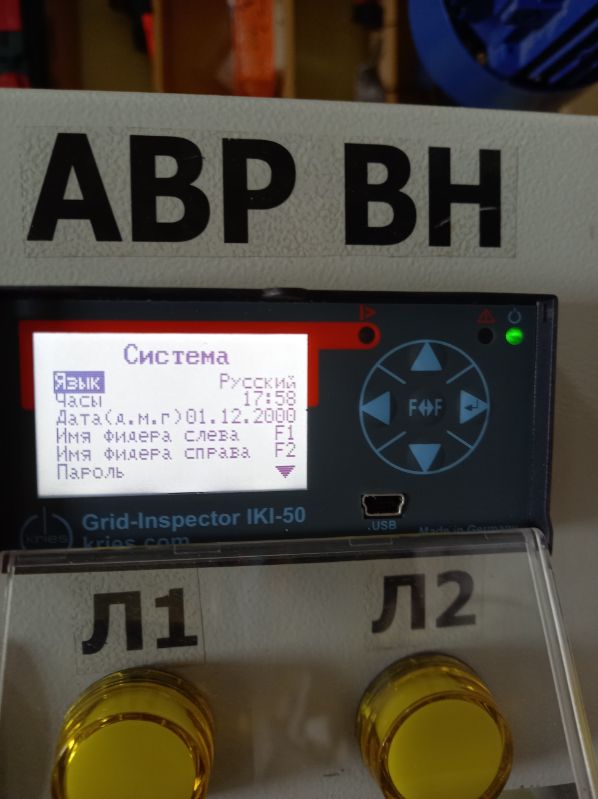 АВР ВН
Система
Язык Русский
Часы 17:58
Дата(д.м.г)01.12.2000
Имя фидера слева F1
Имя фидера справа F2
Пароль
F F
USB
kries
Grid-Inspector IKI-50
kries.com
Made in Germany
Л1 Л2